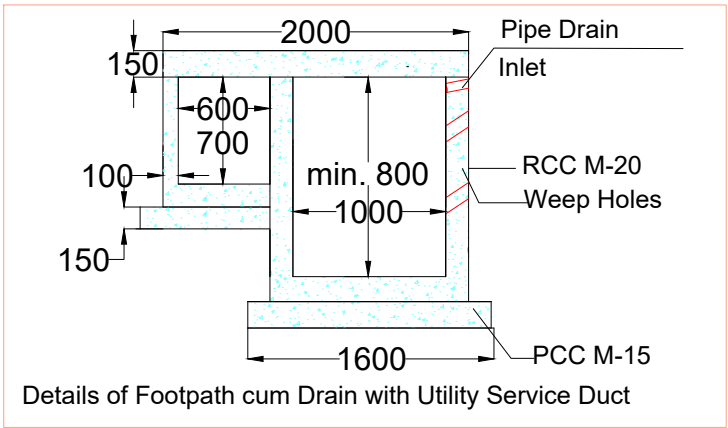 2000
Pipe Drain
Inlet
150
600
700
100
min. 800
1000
RCC M-20
Weep Holes
150
1600
PCC M-15
Details of Footpath cum Drain with Utility Service Duct